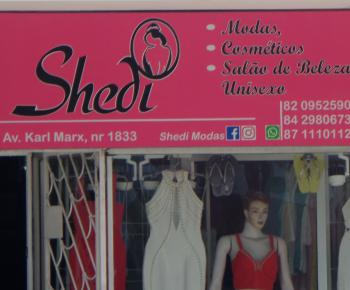 Shedi
• Modas,
• Cosméticos
• Salão de Beleza
Unisexo
Av. Karl Marx, nr 1833
Shedi Modas
82 0952590
84 2980673
87 1110112